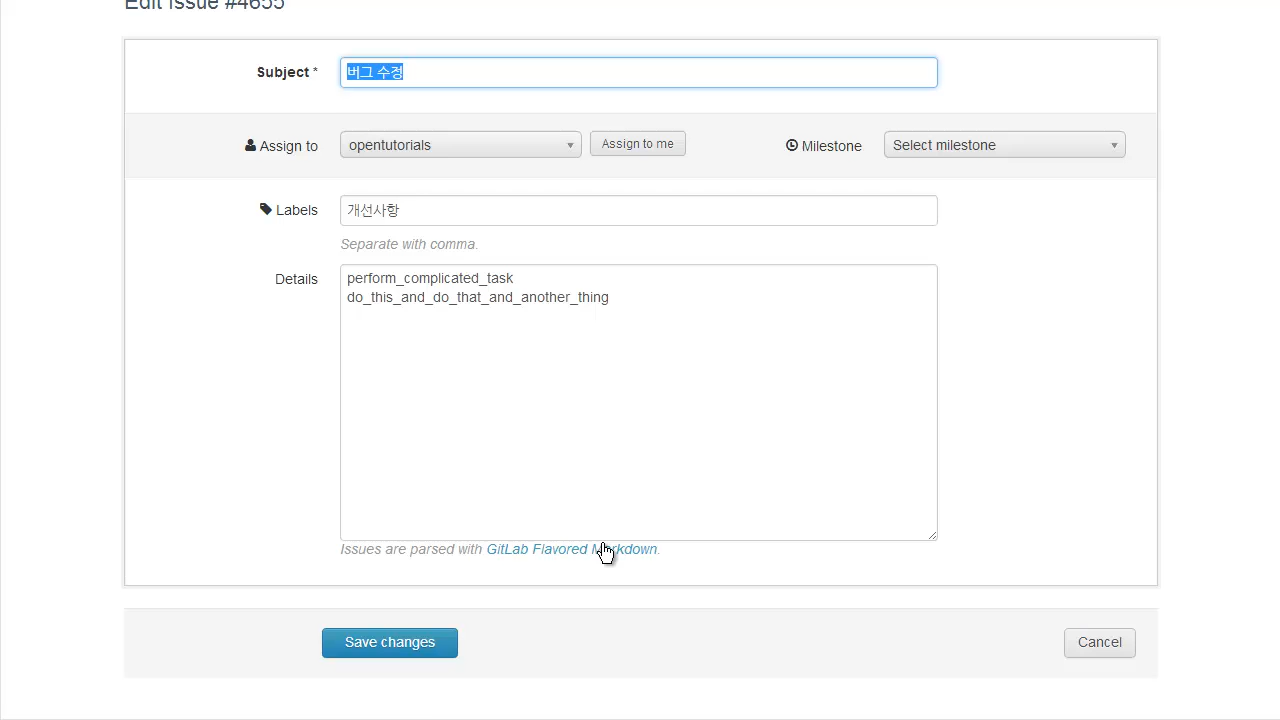 Edit Issue #4655
Subject * 버그 수정
Assign to opentutorials Assign to me Milestone Select milestone
Labels 개선사항
Separate with comma.
Details perform_complicated_task
do_this_and_do_that_and_another_thing
Issues are parsed with GitLab Flavored Markdown.
Save changes Cancel